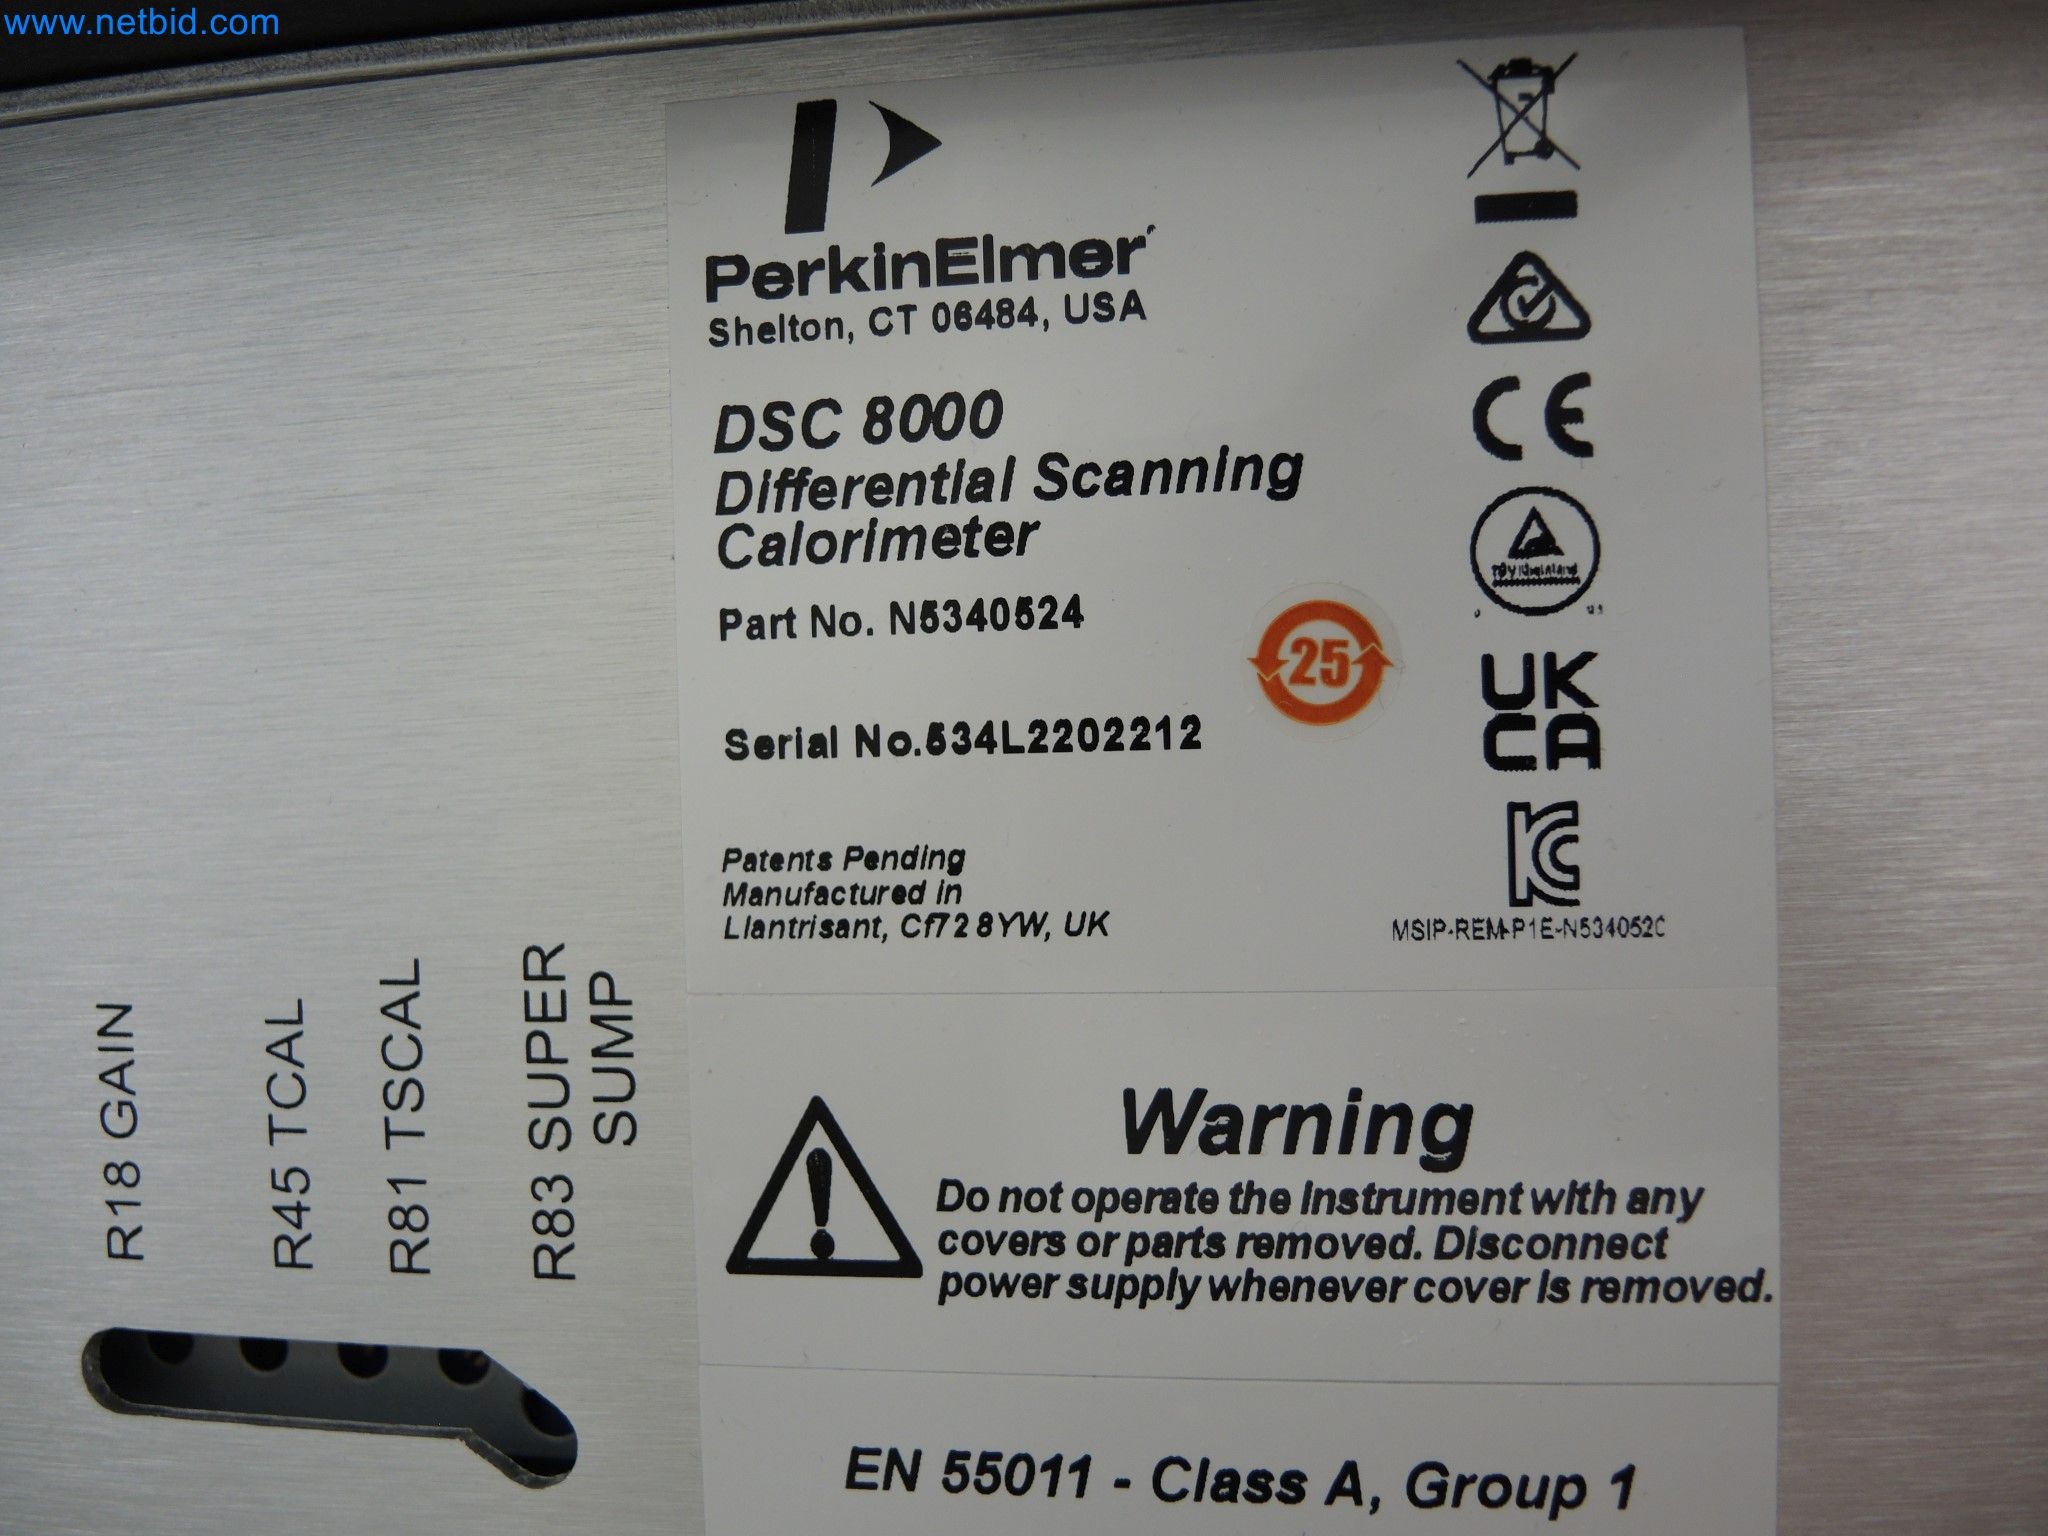 www.netbid.com
PerkinElmer
Shelton, CT 06484, USA
DSC 8000
Differential Scanning
Calorimeter
Part No. N5340524
25
Serial No.534L2202212
Patents Pending
Manufactured in
Llantrisant, Cf72 8YW, UK
CE
UK
CA
KC
MSIP-REM-P1E-N534052C
R18 GAIN
R45 TCAL
R81 TSCAL
R83 SUPER
SUMP
Warning
Do not operate the instrument with any
covers or parts removed. Disconnect
power supply whenever cover is removed.
EN 55011 - Class A, Group 1